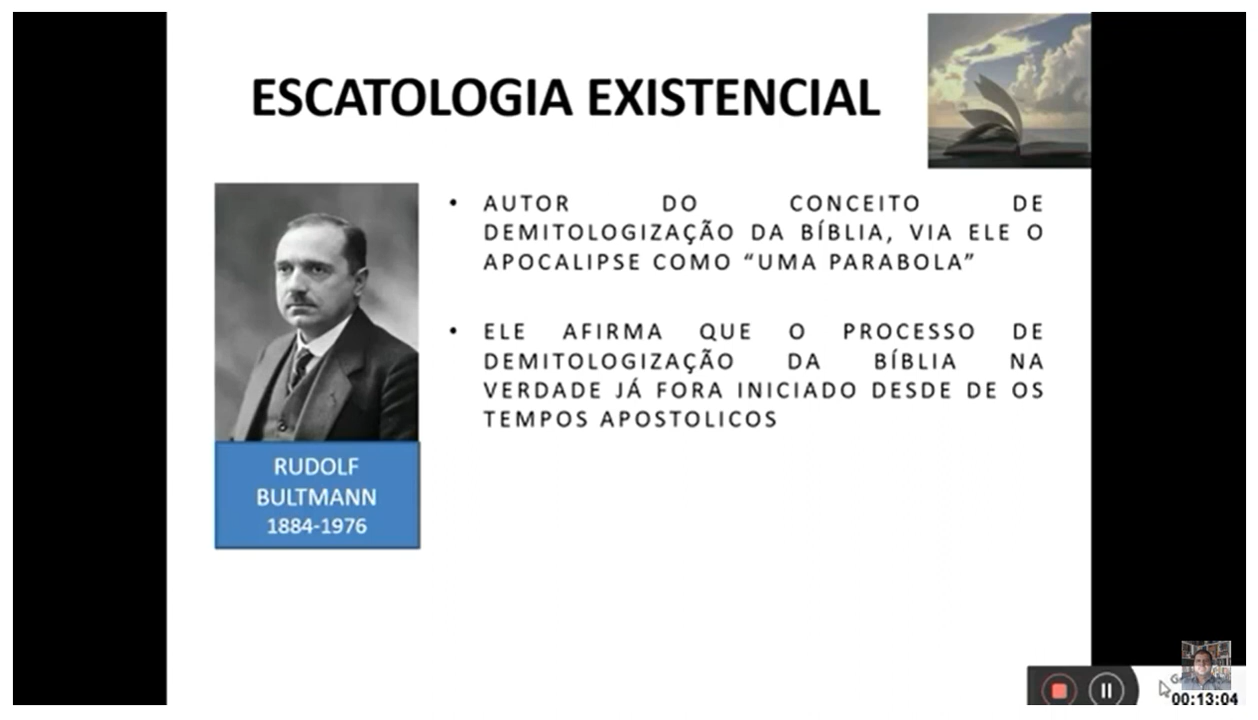 ESCATOLOGIA EXISTENCIAL
• AUTOR DO CONCEITO DE
DEMITOLOGIZAÇÃO DA BÍBLIA, VIA ELE O
APOCALIPSE COMO “UMA PARABOLA”
• ELE AFIRMA QUE O PROCESSO DE
DEMITOLOGIZAÇÃO DA BÍBLIA NA
VERDADE JÁ FORA INICIADO DESDE DE OS
TEMPOS APOSTOLICOS
RUDOLF
BULTMANN
1884-1976
00:13:04